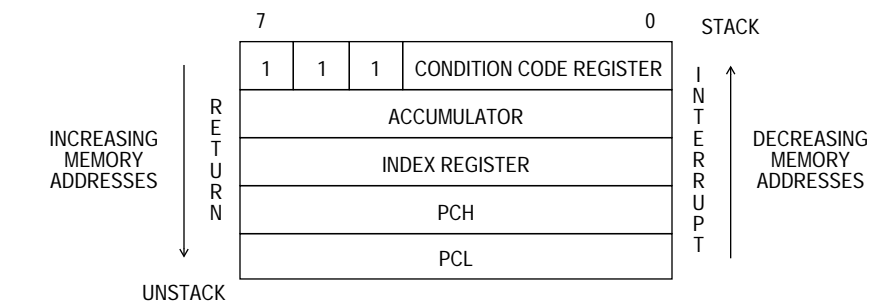 7 0 STACK
1 1 1 CONDITION CODE REGISTER
ACCUMULATOR
INDEX REGISTER
PCH
PCL
INCREASING
MEMORY
ADDRESSES
R
E
T
U
R
N
I
N
T
E
R
R
U
P
T
DECREASING
MEMORY
ADDRESSES
UNSTACK